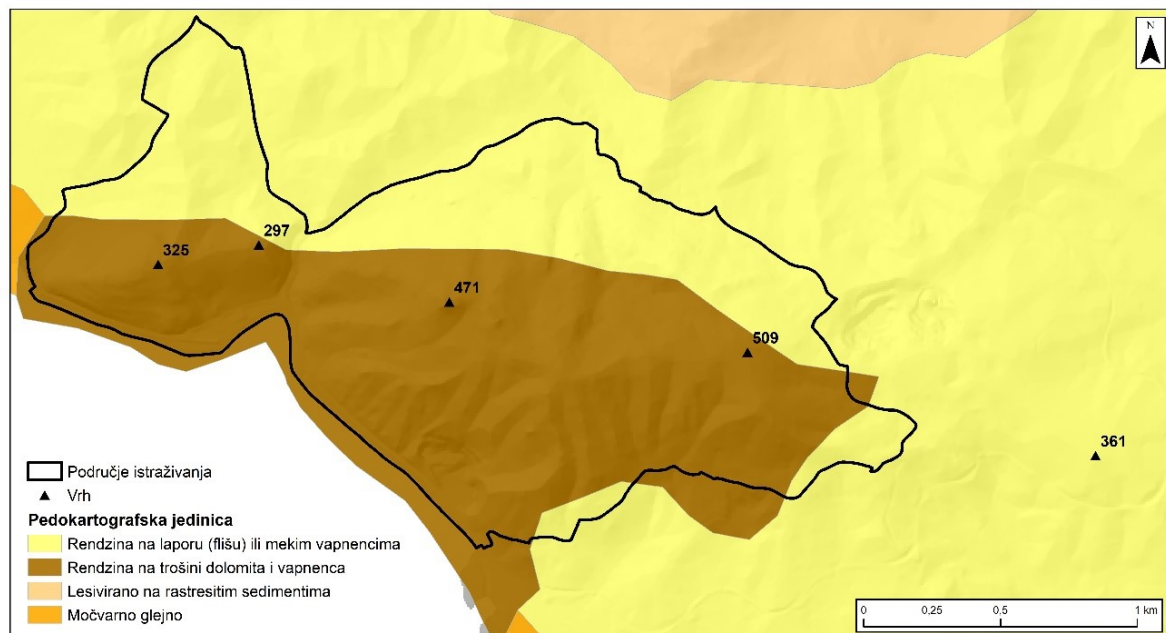 N
297
325
471
509
361
Područje istraživanja
Vrh
Pedokartografska jedinica
Rendzina na laporu (flišu) ili mekim vapnencima
Rendzina na trošini dolomita i vapnenca
Lesivirano na rastresitim sedimentima
Močvarno glejno
0 0,25 0,5 1 km